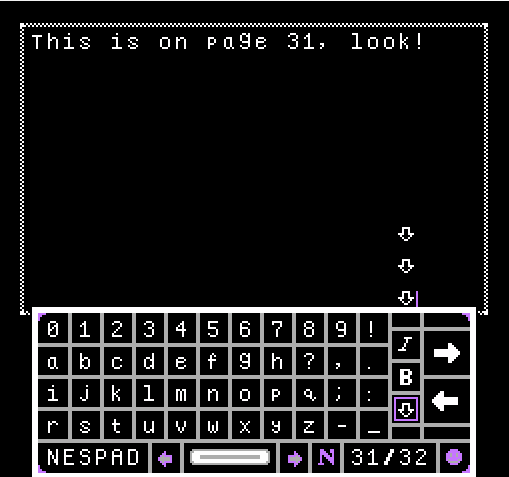 This is on page 31, look!
0 1 2 3 4 5 6 7 8 9 !
I
a b c d e f g h ? , .
B
i j k l m n o p q ; :
r s t u v w x y z - _
NESPAD N 31/32